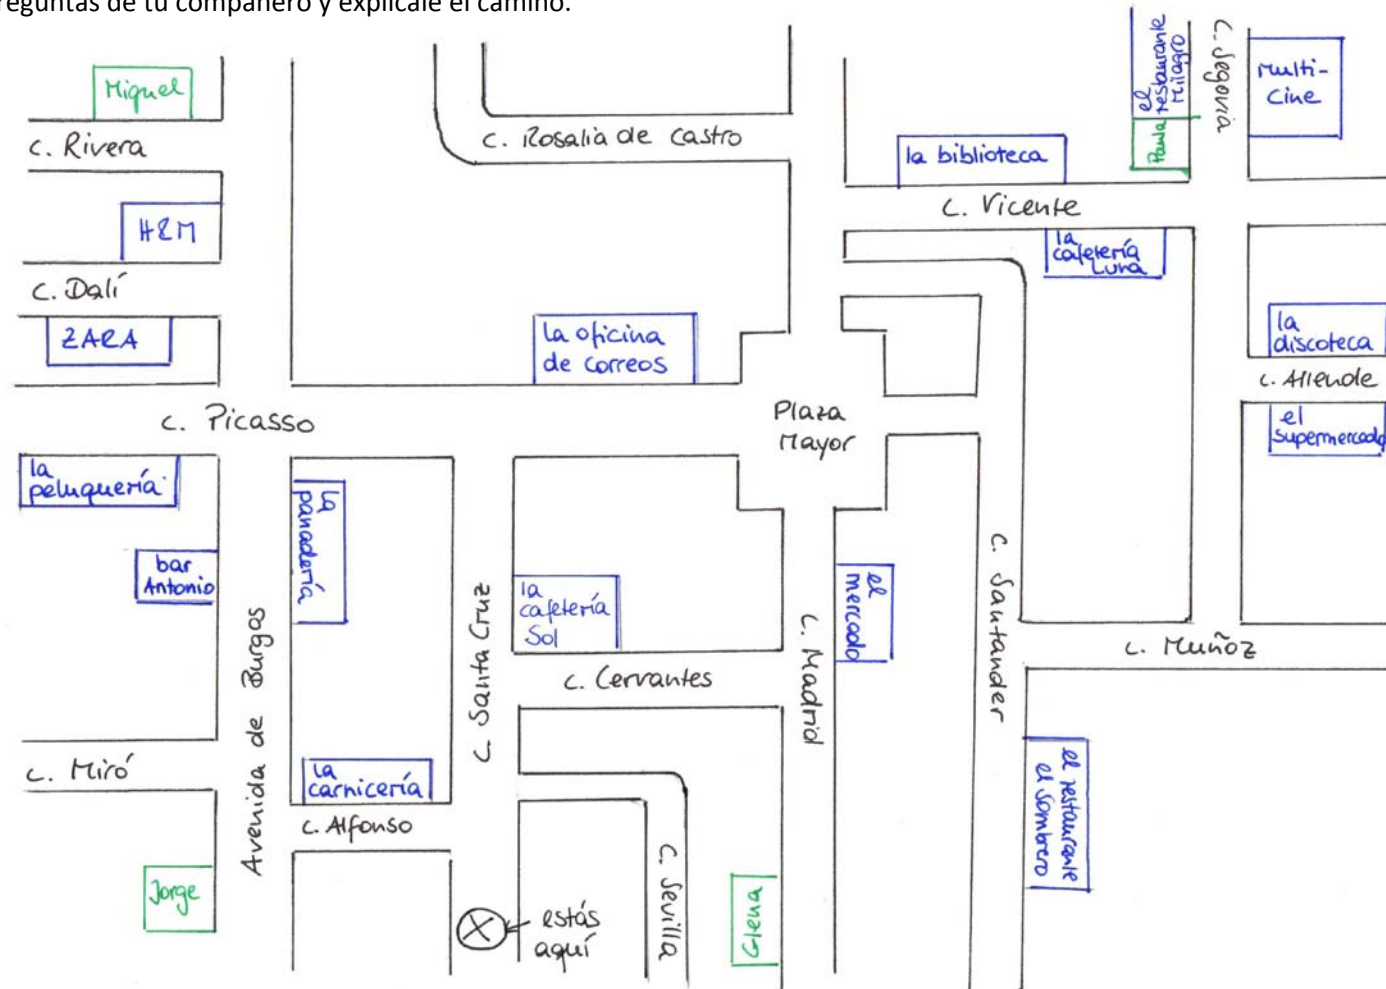 reguntas de tu compañero y explícale el camino.
Miguel
c. Rivera
H&M
c. Dalí
ZARA
c. Picasso
la
peluquería
bar
Antonio
c. Miró
Jorge
Avenida de Burgos
la
panadería
la
carnicería
c. Alfonso
c. Rosalía de Castro
la oficina
de correos
Plaza
Mayor
la
cafetería
Sol
c. Santa Cruz
c. Cervantes
estás
aquí
c. Sevilla
Elena
c. Madrid
el
mercado
c. Santander
la biblioteca
c. Vicente
la
cafetería
Luna
el
restaurante
Milagro
Paula
c. Segovia
Multi-
cine
la
discoteca
c. Allende
el
supermercado
c. Muñoz
el restaurante
el Sombrero